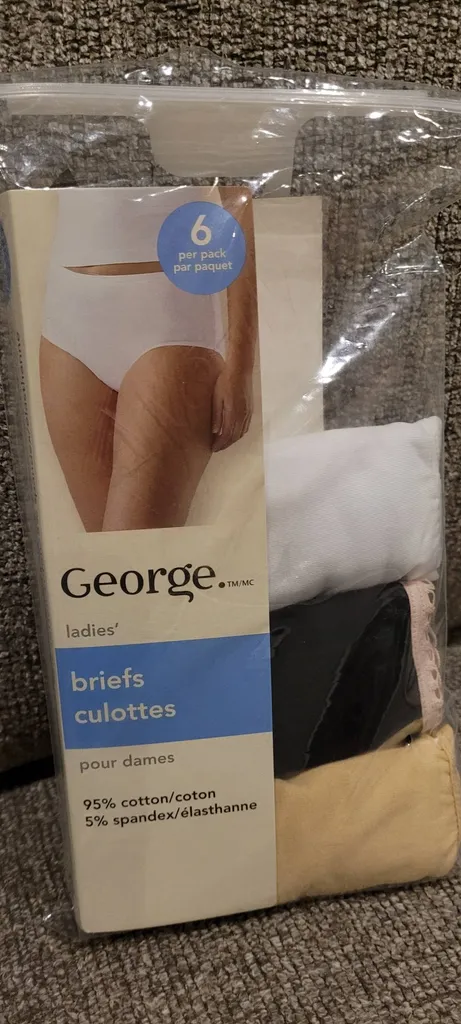 6
per pack
par paquet
George.™/MC
ladies'
briefs
culottes
pour dames
95% cotton/coton
5% spandex/élasthanne